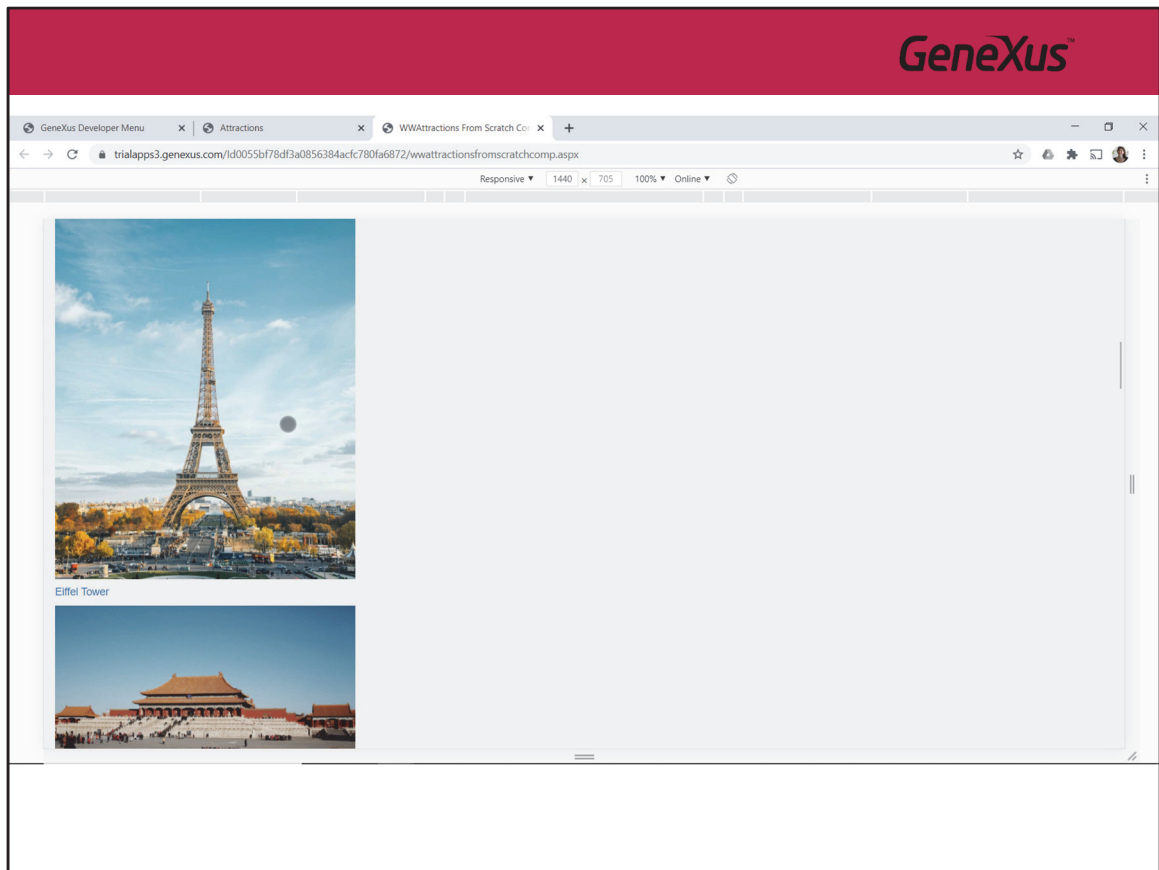 GeneXus™
GeneXus Developer Menu
Attractions
WWAttractions From Scratch Co
trialapps3.genexus.com/Id0055bf78df3a0856384acfc780fa6872/wwattractionsfromscratchcomp.aspx
Responsive ▼ 1440 x 705 100% ▼ Online ▼
Eiffel Tower